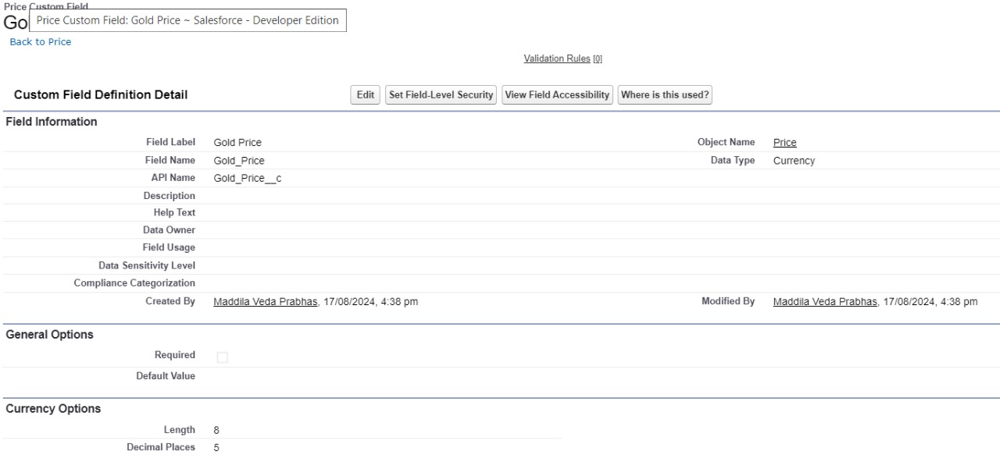 Price Custom Field
Go
Price Custom Field: Gold Price ~ Salesforce - Developer Edition
Back to Price
Validation Rules [0]
Custom Field Definition Detail
Edit Set Field-Level Security View Field Accessibility Where is this used?
Field Information
Field Label Gold Price Object Name Price
Field Name Gold_Price Data Type Currency
API Name Gold_Price__c
Description
Help Text
Data Owner
Field Usage
Data Sensitivity Level
Compliance Categorization
Created By Maddila Veda Prabhas, 17/08/2024, 4:38 pm Modified By Maddila Veda Prabhas, 17/08/2024, 4:38 pm
General Options
Required
Default Value
Currency Options
Length 8
Decimal Places 5